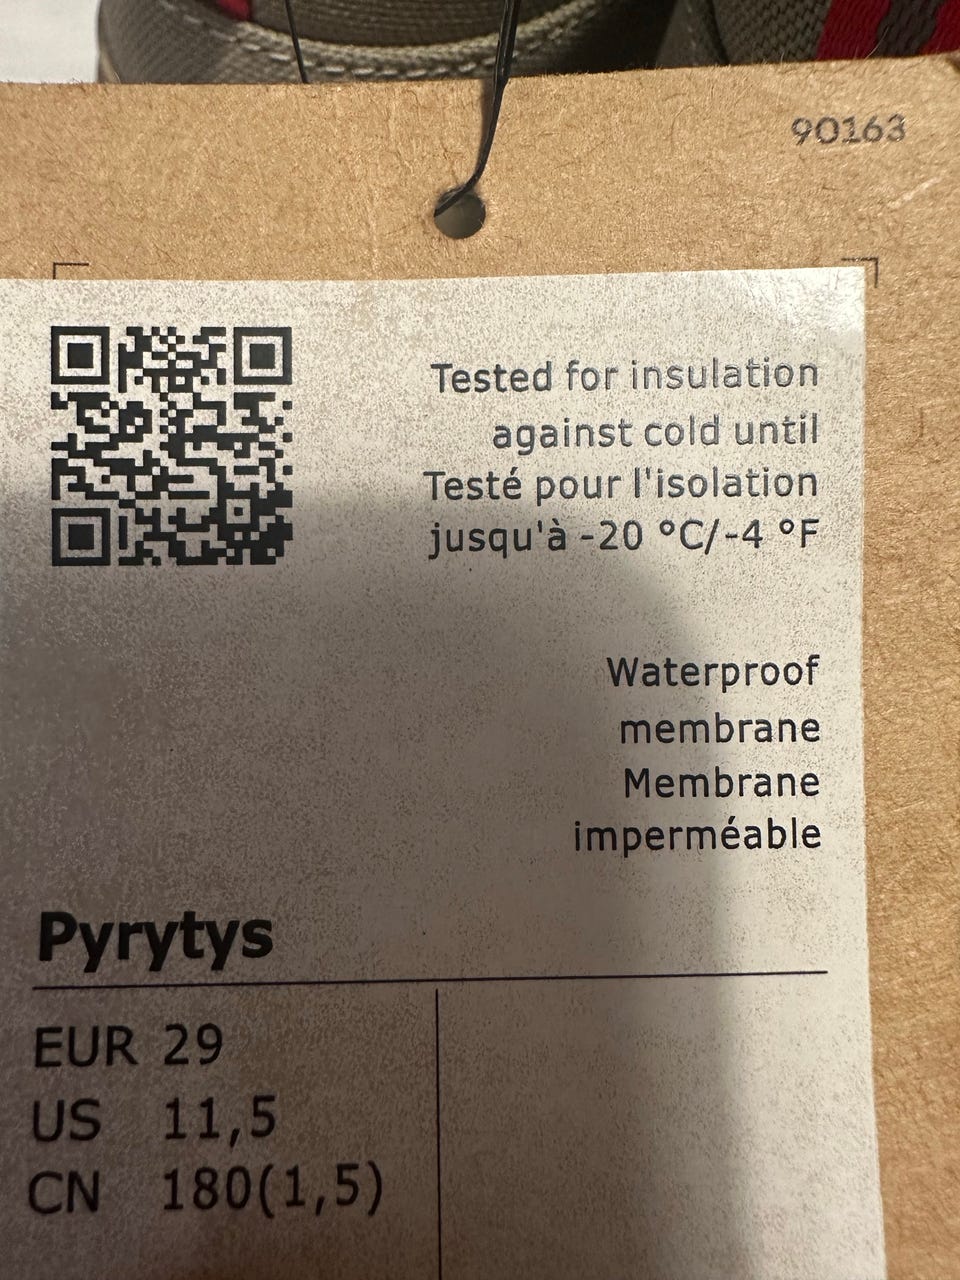 90163
Tested for insulation
against cold until
Testé pour l'isolation
jusqu'à -20 °C/-4 °F
Waterproof
membrane
Membrane
imperméable
Pyrytys
EUR 29
US 11,5
CN 180(1,5)